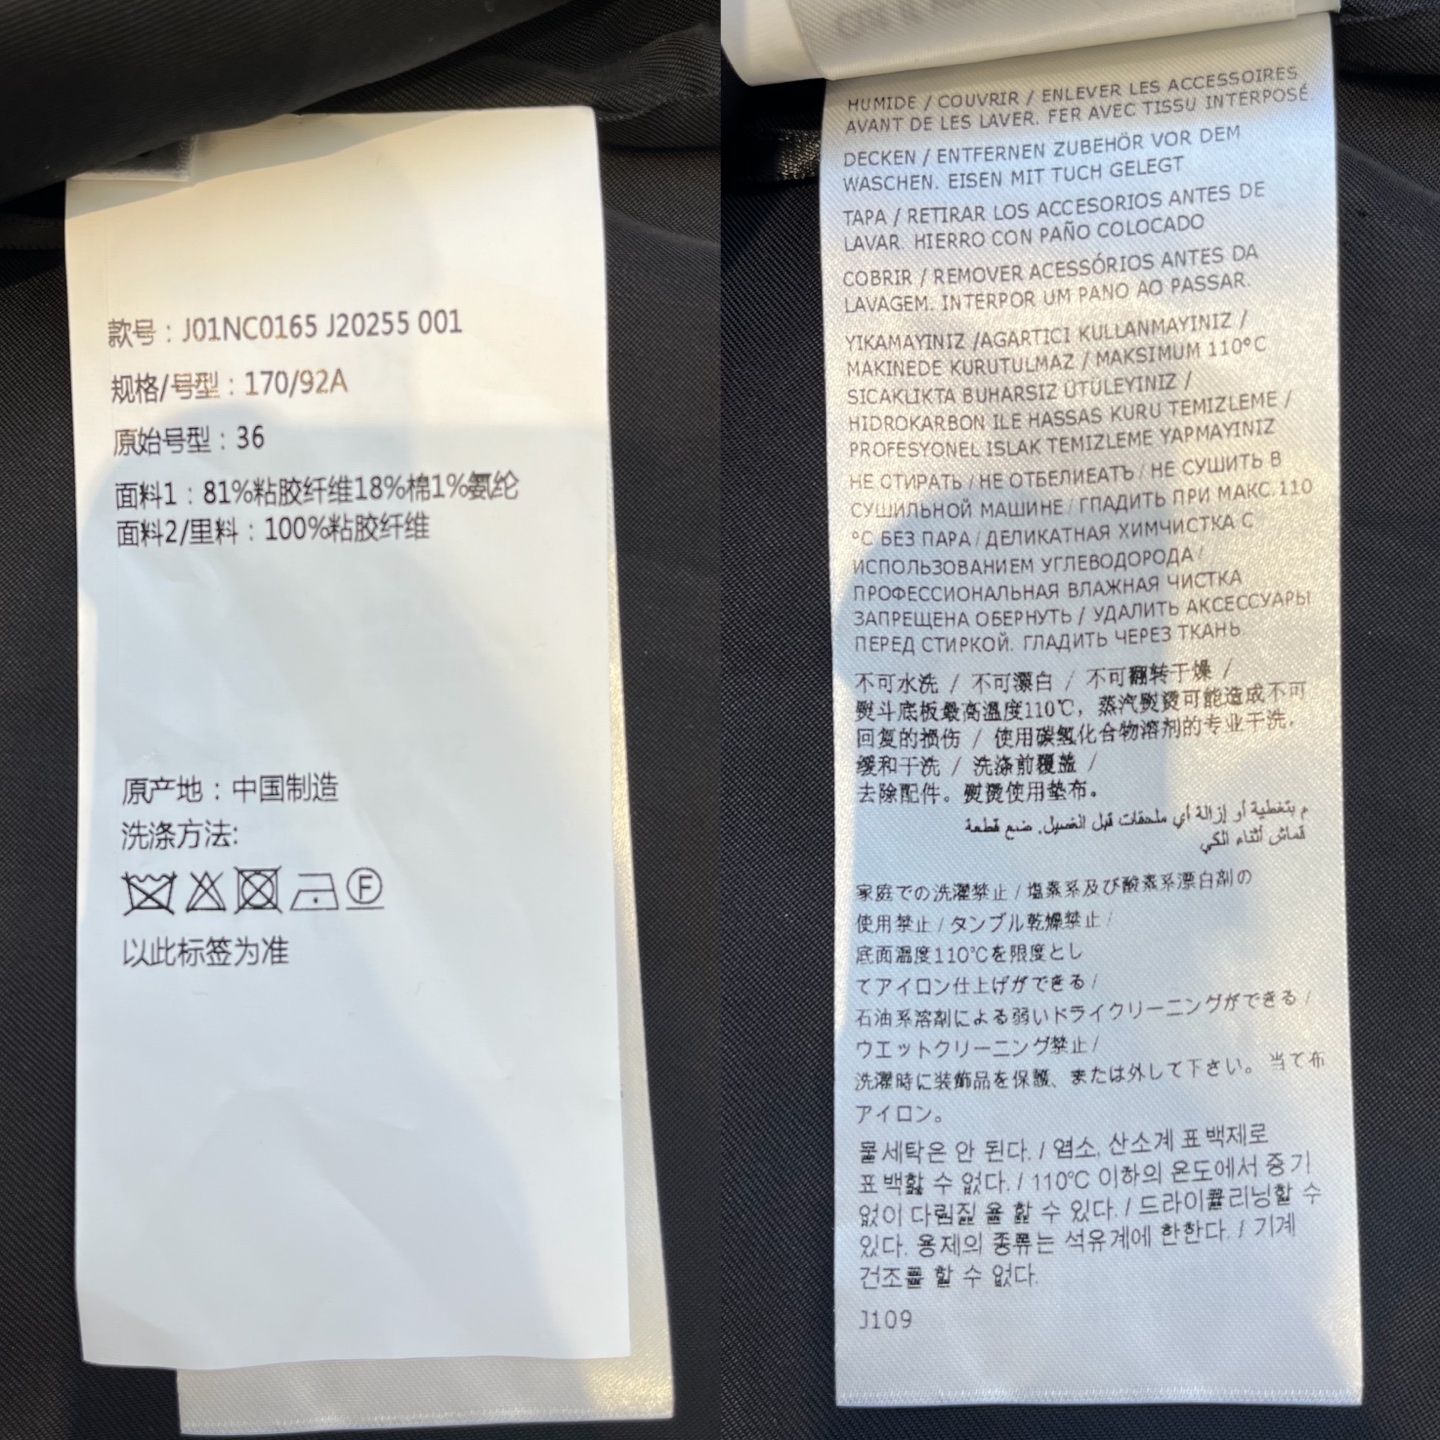 款号：J01NC0165 J20255 001
规格/号型：170/92A
原始号型：36
面料1：81%粘胶纤维18%棉1%氨纶
面料2/里料：100%粘胶纤维
原产地：中国制造
洗涤方法:
F
以此标签为准
HUMIDE / COUVRIR / ENLEVER LES ACCESSOIRES
AVANT DE LES LAVER. FER AVEC TISSU INTERPOSÉ
DECKEN / ENTFERNEN ZUBEHÖR VOR DEM
WASCHEN. EISEN MIT TUCH GELEGT
TAPA / RETIRAR LOS ACCESORIOS ANTES DE
LAVAR. HIERRO CON PAÑO COLOCADO
COBRIR / REMOVER ACESSÓRIOS ANTES DA
LAVAGEM. INTERPOR UM PANO AO PASSAR.
YIKAMAYINIZ /AGARTICI KULLANMAYINIZ /
MAKINEDE KURUTULMAZ / MAKSIMUM 110°C
SICAKLIKTA BUHARSIZ ÜTÜLEYINIZ /
HIDROKARBON ILE HASSAS KURU TEMIZLEME /
PROFESYONEL ISLAK TEMIZLEME YAPMAYINIZ
НЕ СТИРАТЬ / НЕ ОТБЕЛИЕАТЬ / НЕ СУШИТЬ В
СУШИЛЬНОЙ МАШИНЕ / ГПАДИТЬ ПРИ МАКС.110
°C БЕЗ ПАРА / ДЕЛИКАТНАЯ ХИМЧИСТКА С
ИСПОЛЬЗОВАНИЕМ УГЛЕВОДОРОДА /
ПРОФЕССИОНАЛЬНАЯ ВЛАЖНАЯ ЧИСТКА
ЗАПРЕЩЕНА ОБЕРНУТЬ / УДАЛИТЬ АКСЕССУАРЫ
ПЕРЕД СТИРКОЙ. ГЛАДИТЬ ЧЕРЕЗ ТКАНЬ.
不可水洗 / 不可漂白 / 不可翻转干燥 /
熨斗底板最高温度110℃，蒸汽熨烫可能造成不可
回复的损伤 / 使用碳氢化合物溶剂的专业干洗，
缓和干洗 / 洗涤前覆盖 /
去除配件。熨烫使用垫布。
م بتغطية أو إزالة أي ملحقات قبل الغسيل. ضع قطعة
قماش أثناء الكي
家庭での洗濯禁止 / 塩素系及び酸素系漂白剤の
使用禁止 / タンブル乾燥禁止 /
底面温度110℃を限度とし
てアイロン仕上げができる /
石油系溶剤による弱いドライクリーニングができる /
ウエットクリーニング禁止 /
洗濯時に装飾品を保護、または外して下さい。 当て布
アイロン。
물세탁은 안 된다. / 염소, 산소계 표백제로
표백할 수 없다. / 110℃ 이하의 온도에서 증기
없이 다림질 을 할 수 있다. / 드라이클리닝할 수
있다. 용제의 종류는 석유계에 한한다. / 기계
건조를 할 수 없다.
J109